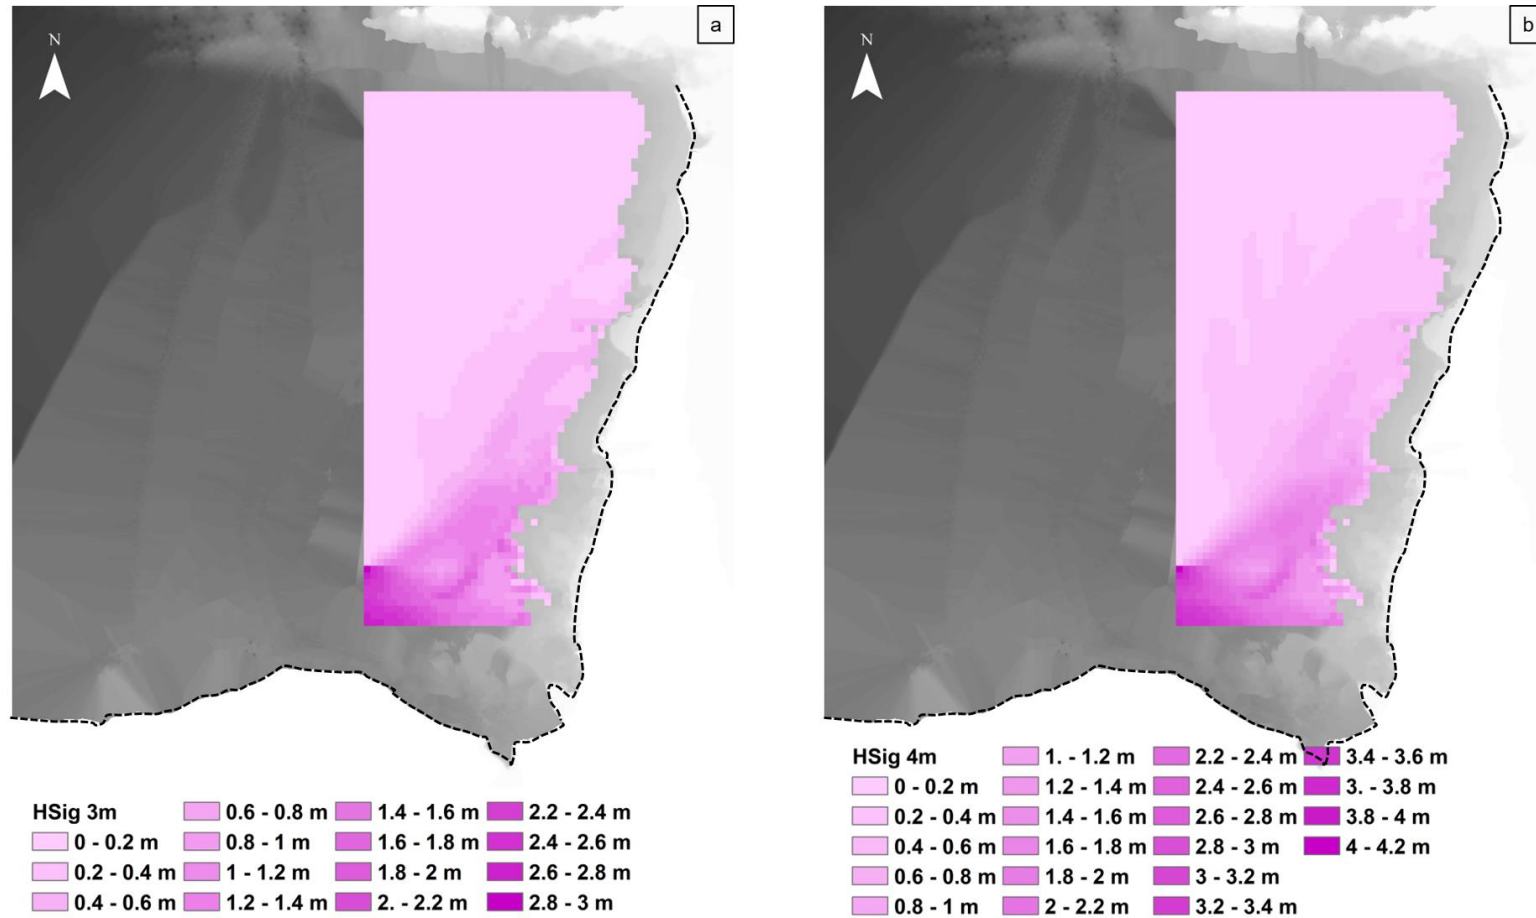 a
N
HSig 3m
0 - 0.2 m
0.2 - 0.4 m
0.4 - 0.6 m
0.6 - 0.8 m
0.8 - 1 m
1 - 1.2 m
1.2 - 1.4 m
1.4 - 1.6 m
1.6 - 1.8 m
1.8 - 2 m
2. - 2.2 m
2.2 - 2.4 m
2.4 - 2.6 m
2.6 - 2.8 m
2.8 - 3 m
b
N
HSig 4m
0 - 0.2 m
0.2 - 0.4 m
0.4 - 0.6 m
0.6 - 0.8 m
0.8 - 1 m
1. - 1.2 m
1.2 - 1.4 m
1.4 - 1.6 m
1.6 - 1.8 m
1.8 - 2 m
2 - 2.2 m
2.2 - 2.4 m
2.4 - 2.6 m
2.6 - 2.8 m
2.8 - 3 m
3 - 3.2 m
3.2 - 3.4 m
3.4 - 3.6 m
3. - 3.8 m
3.8 - 4 m
4 - 4.2 m